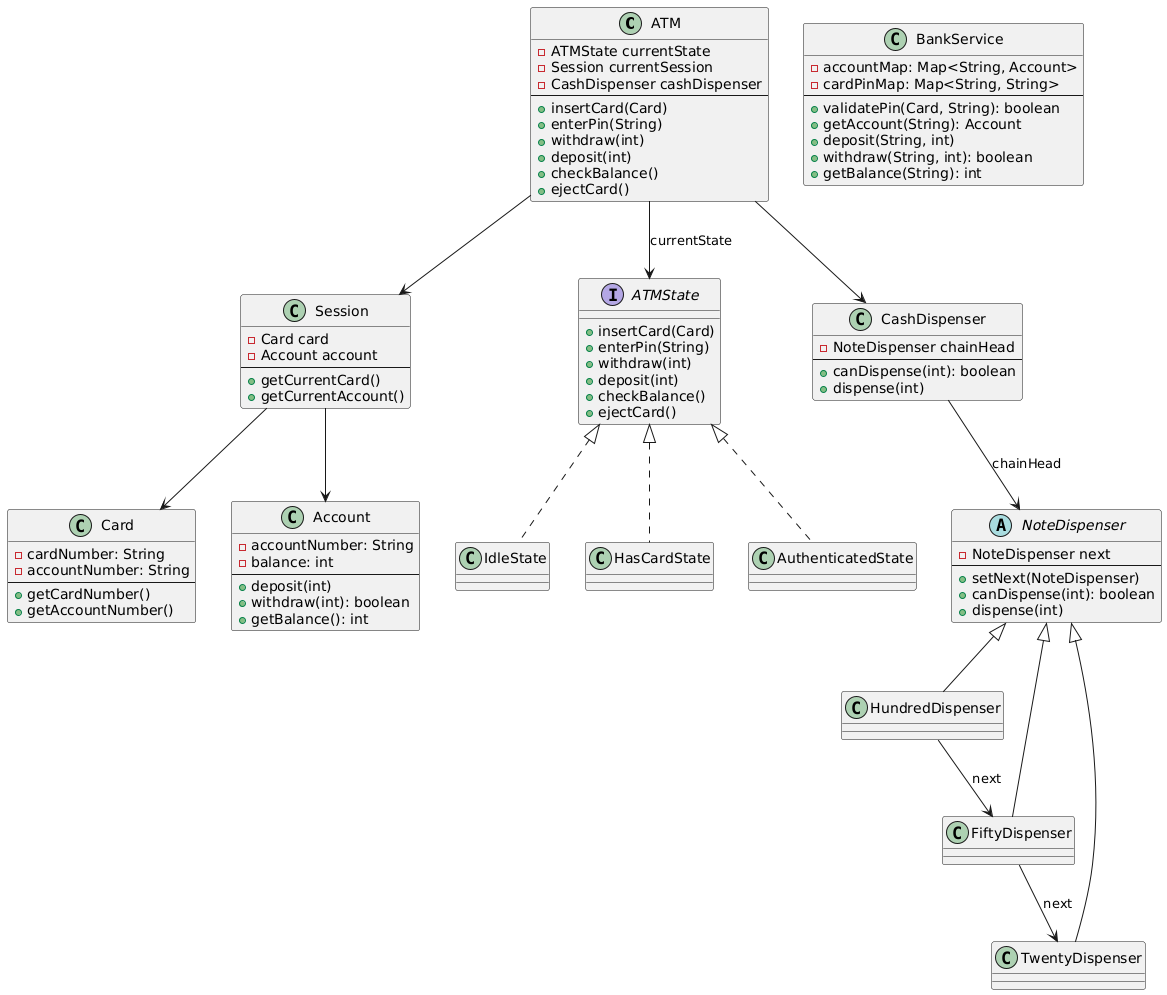 C ATM
ATMState currentState
Session currentSession
CashDispenser cashDispenser
insertCard(Card)
enterPin(String)
withdraw(int)
deposit(int)
checkBalance()
ejectCard()
C BankService
accountMap: Map<String, Account>
cardPinMap: Map<String, String>
validatePin(Card, String): boolean
getAccount(String): Account
deposit(String, int)
withdraw(String, int): boolean
getBalance(String): int
currentState
C Session
Card card
Account account
getCurrentCard()
getCurrentAccount()
I ATMState
insertCard(Card)
enterPin(String)
withdraw(int)
deposit(int)
checkBalance()
ejectCard()
C CashDispenser
NoteDispenser chainHead
canDispense(int): boolean
dispense(int)
chainHead
C Card
cardNumber: String
accountNumber: String
getCardNumber()
getAccountNumber()
C Account
accountNumber: String
balance: int
deposit(int)
withdraw(int): boolean
getBalance(): int
C IdleState
C HasCardState
C AuthenticatedState
A NoteDispenser
NoteDispenser next
setNext(NoteDispenser)
canDispense(int): boolean
dispense(int)
C HundredDispenser
next
C FiftyDispenser
next
C TwentyDispenser